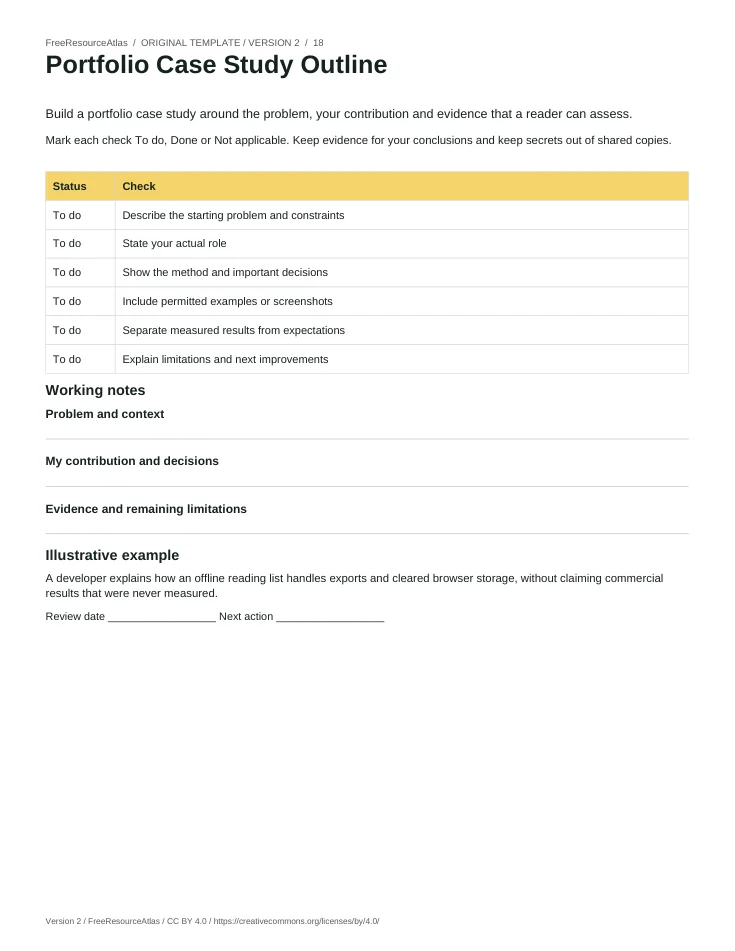 FreeResourceAtlas / ORIGINAL TEMPLATE / VERSION 2 / 18
Portfolio Case Study Outline
Build a portfolio case study around the problem, your contribution and evidence that a reader can assess.
Mark each check To do, Done or Not applicable. Keep evidence for your conclusions and keep secrets out of shared copies.
Status Check
To do Describe the starting problem and constraints
To do State your actual role
To do Show the method and important decisions
To do Include permitted examples or screenshots
To do Separate measured results from expectations
To do Explain limitations and next improvements
Working notes
Problem and context
My contribution and decisions
Evidence and remaining limitations
Illustrative example
A developer explains how an offline reading list handles exports and cleared browser storage, without claiming commercial
results that were never measured.
Review date __________________ Next action __________________
Version 2 / FreeResourceAtlas / CC BY 4.0 / https://creativecommons.org/licenses/by/4.0/